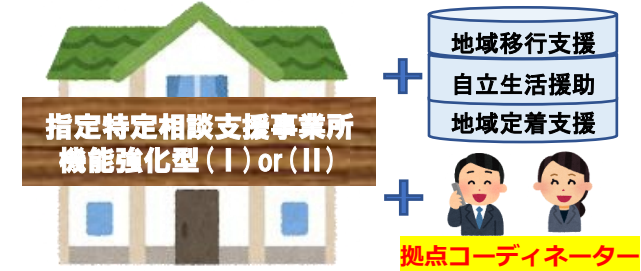 指定特定相談支援事業所
機能強化型(Ⅰ)or(Ⅱ)
地域移行支援
自立生活援助
地域定着支援
拠点コーディネーター